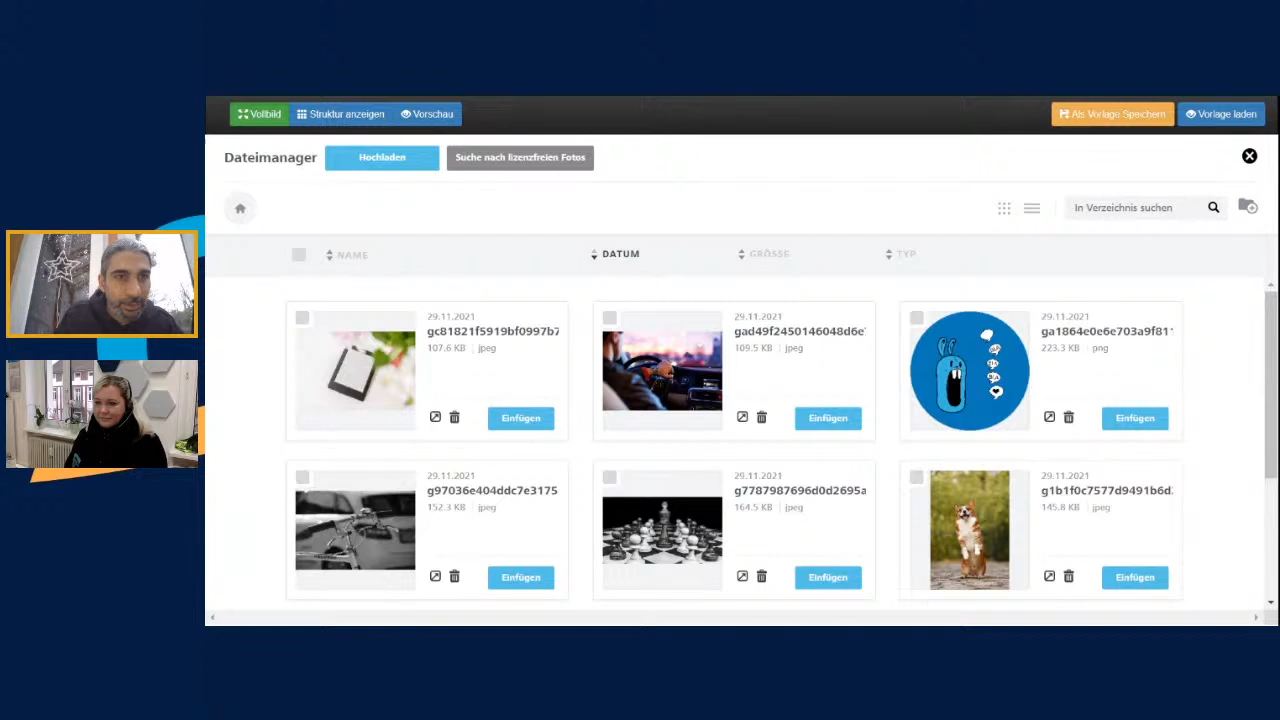 Vollbild Struktur anzeigen Vorschau Als Vorlage Speichern Vorlage laden
Dateimanager Hochladen Suche nach lizenzfreien Fotos
In Verzeichnis suchen
NAME DATUM GRÖSSE TYP
29.11.2021 29.11.2021 29.11.2021
gc81821f5919bf0997b7 gad49f2450146048d6e ga1864e0e6e703a9f81
107.6 KB jpeg 109.5 KB jpeg 223.3 KB png
Einfügen Einfügen Einfügen
29.11.2021 29.11.2021 29.11.2021
g97036e404ddc7e3175 g7787987696d0d2695a g1b1f0c7577d9491b6d
152.3 KB jpeg 164.5 KB jpeg 145.8 KB jpeg
Einfügen Einfügen Einfügen